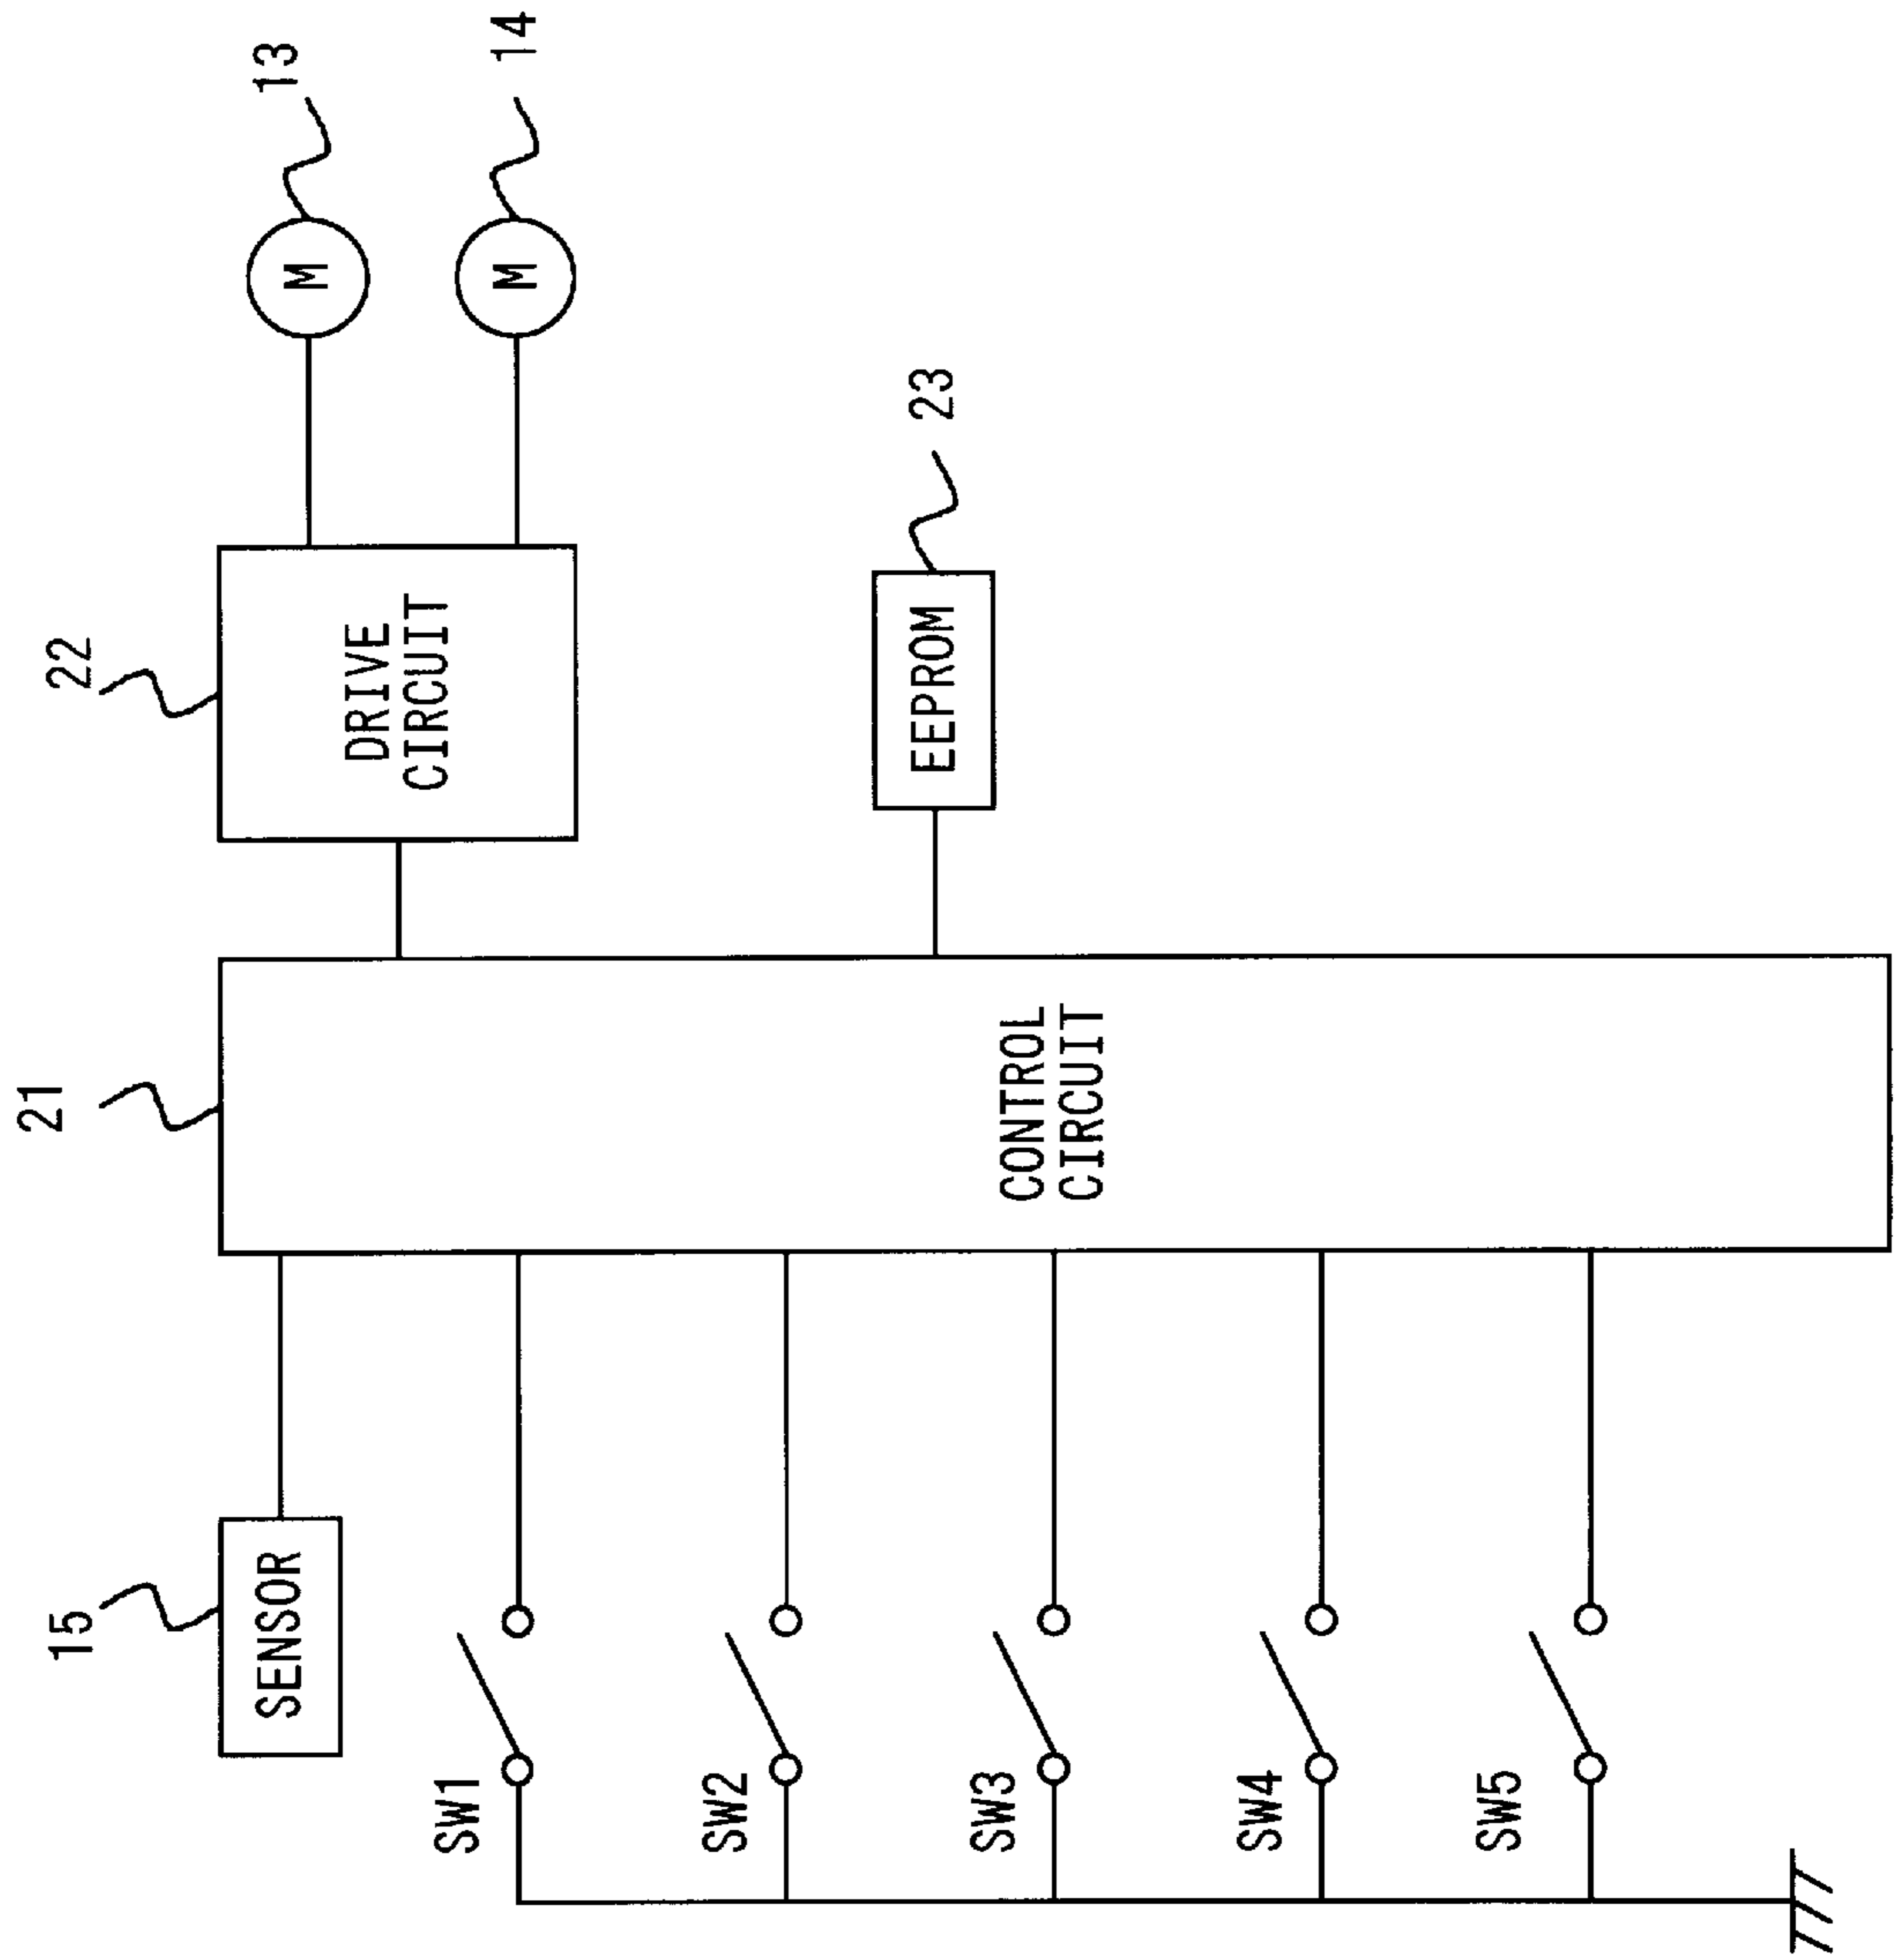 15
SENSOR
SW1
SW2
SW3
SW4
SW5
21
CONTROL
CIRCUIT
22
DRIVE
CIRCUIT
EEPROM
23
M
13
M
14